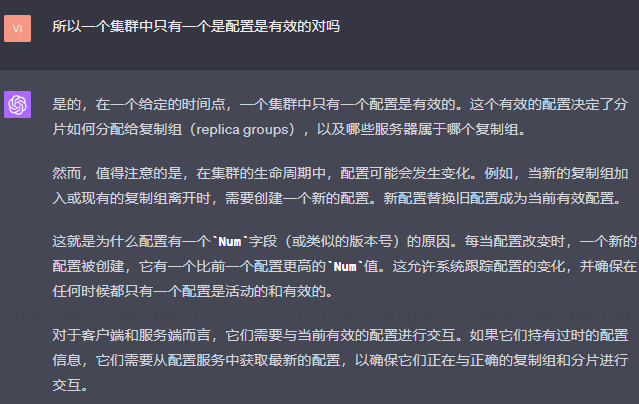 VI
所以一个集群中只有一个是配置是有效的对吗
是的，在一个给定的时间点，一个集群中只有一个配置是有效的。这个有效的配置决定了分
片如何分配给复制组（replica groups），以及哪些服务器属于哪个复制组。
然而，值得注意的是，在集群的生命周期中，配置可能会发生变化。例如，当新的复制组加
入或现有的复制组离开时，需要创建一个新的配置。新配置替换旧配置成为当前有效配置。
这就是为什么配置有一个`Num`字段（或类似的版本号）的原因。每当配置改变时，一个新的
配置被创建，它有一个比前一个配置更高的`Num`值。这允许系统跟踪配置的变化，并确保在
任何时候都只有一个配置是活动的和有效的。
对于客户端和服务端而言，它们需要与当前有效的配置进行交互。如果它们持有过时的配置
信息，它们需要从配置服务中获取最新的配置，以确保它们正在与正确的复制组和分片进行
交互。